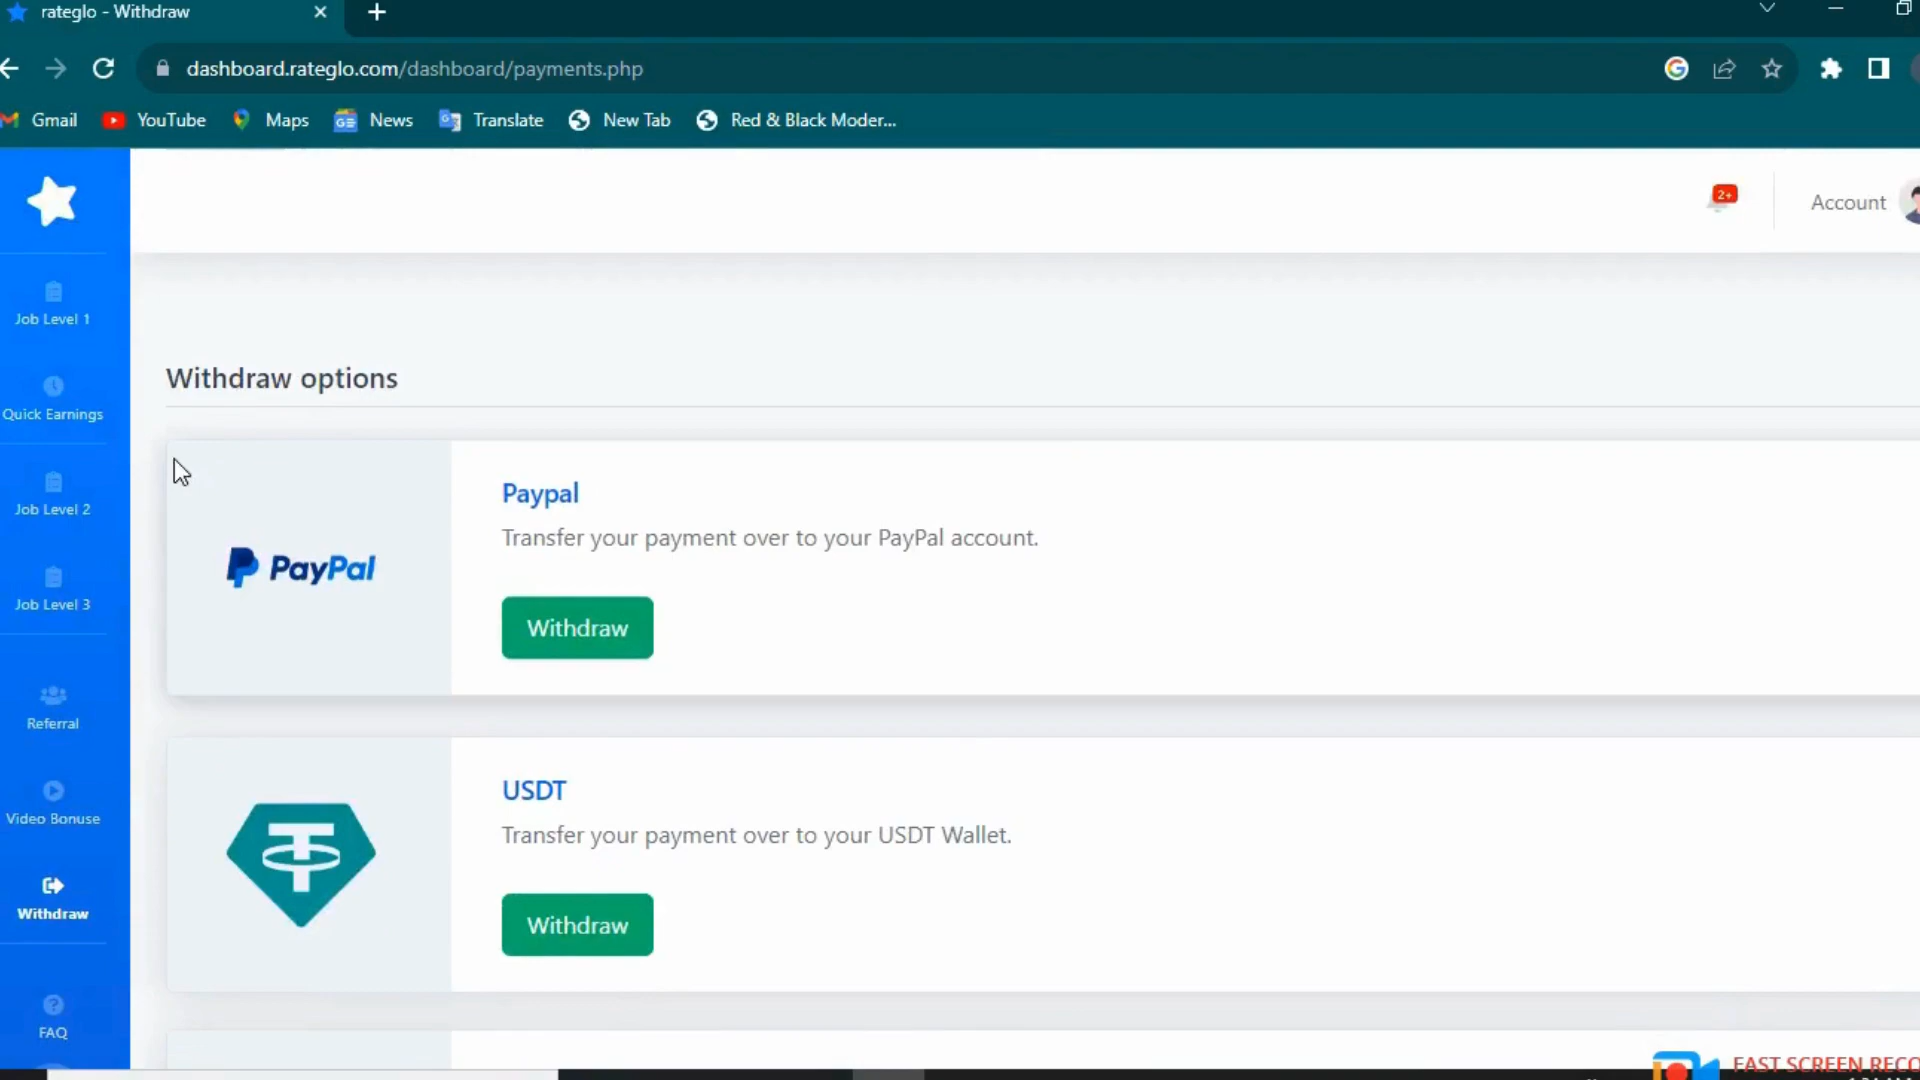 rateglo - Withdraw
dashboard.rateglo.com/dashboard/payments.php
Gmail YouTube Maps News Translate New Tab Red & Black Moder...
2+
Account
Job Level 1
Quick Earnings
Job Level 2
Job Level 3
Referral
Video Bonuse
Withdraw
FAQ
Withdraw options
PayPal
Paypal
Transfer your payment over to your PayPal account.
Withdraw
USDT
Transfer your payment over to your USDT Wallet.
Withdraw
FAST SCREEN RECO